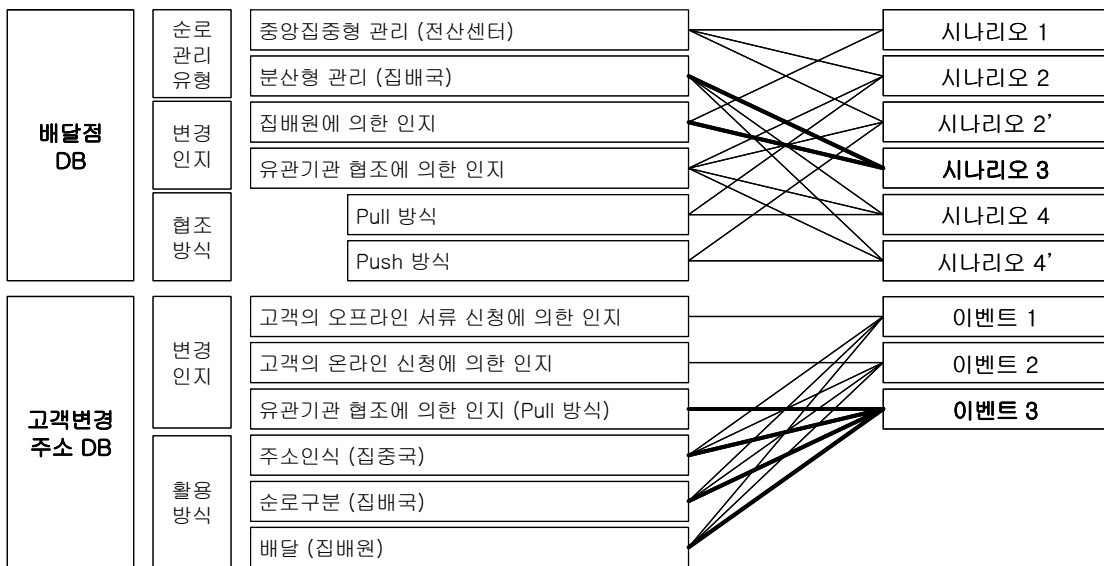 배달점
DB
순로
관리
유형
변경
인지
협조
방식
중앙집중형 관리 (전산센터)
분산형 관리 (집배국)
집배원에 의한 인지
유관기관 협조에 의한 인지
Pull 방식
Push 방식
시나리오 1
시나리오 2
시나리오 2’
시나리오 3
시나리오 4
시나리오 4’
고객변경
주소 DB
변경
인지
활용
방식
고객의 오프라인 서류 신청에 의한 인지
고객의 온라인 신청에 의한 인지
유관기관 협조에 의한 인지 (Pull 방식)
주소인식 (집중국)
순로구분 (집배국)
배달 (집배원)
이벤트 1
이벤트 2
이벤트 3